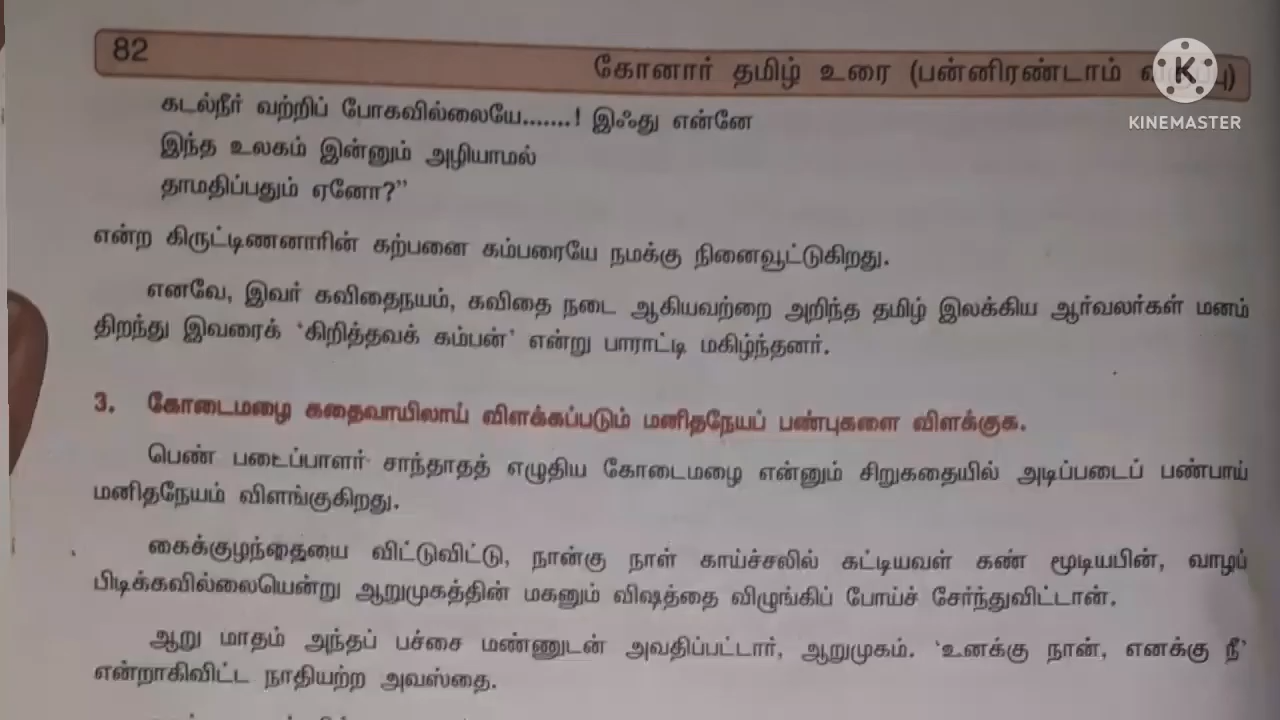 82
கோனார் தமிழ் உரை (பன்னிரண்டாம்
KINEMASTER
கடல்நீர் வற்றிப் போகவில்லையே.......! இஃது என்னே
இந்த உலகம் இன்னும் அழியாமல்
தாமதிப்பதும் ஏனோ?”
என்ற கிருட்டிணனாரின் கற்பனை கம்பரையே நமக்கு நினைவூட்டுகிறது.
எனவே, இவர் கவிதைநயம், கவிதை நடை ஆகியவற்றை அறிந்த தமிழ் இலக்கிய ஆர்வலர்கள் மனம்
திறந்து இவரைக் ‘கிறித்தவக் கம்பன்’ என்று பாராட்டி மகிழ்ந்தனர்.
3. கோடைமழை கதைவாயிலாய் விளக்கப்படும் மனிதநேயப் பண்புகளை விளக்குக.
பெண் படைப்பாளர் சாந்தாதத் எழுதிய கோடைமழை என்னும் சிறுகதையில் அடிப்படைப் பண்பாய்
மனிதநேயம் விளங்குகிறது.
கைக்குழந்தையை விட்டுவிட்டு, நான்கு நாள் காய்ச்சலில் கட்டியவள் கண் மூடியபின், வாழப்
பிடிக்கவில்லையென்று ஆறுமுகத்தின் மகனும் விஷத்தை விழுங்கிப் போய்ச் சேர்ந்துவிட்டான்.
ஆறு மாதம் அந்தப் பச்சை மண்ணுடன் அவதிப்பட்டார், ஆறுமுகம். ‘உனக்கு நான், எனக்கு நீ’
என்றாகிவிட்ட நாதியற்ற அவஸ்தை.